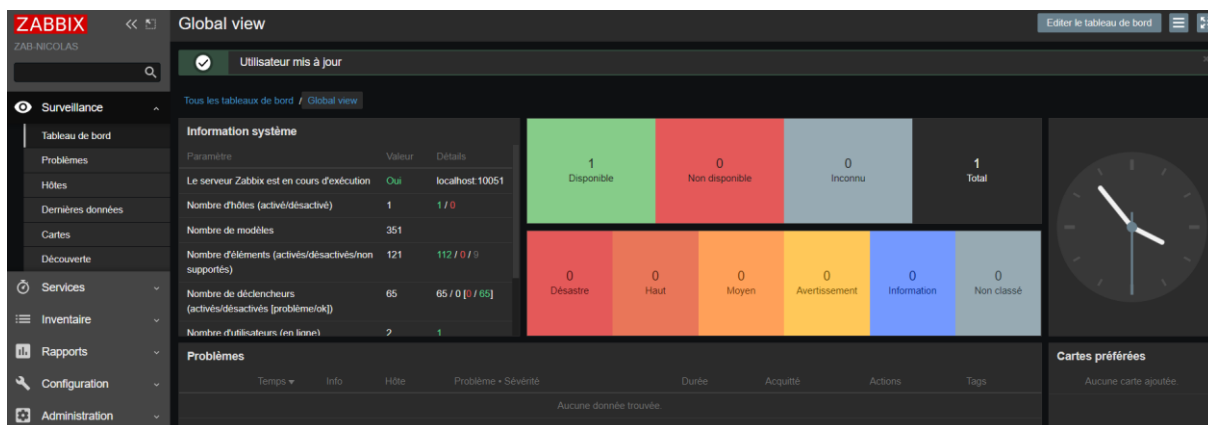 ZABBIX
ZAB-NICOLAS
Surveillance
Tableau de bord
Problèmes
Hôtes
Dernières données
Cartes
Découverte
Services
Inventaire
Rapports
Configuration
Administration
Global view
Editer le tableau de bord
Utilisateur mis à jour
Tous les tableaux de bord / Global view
Information système
Paramètre Valeur Détails
Le serveur Zabbix est en cours d'exécution Oui localhost:10051
Nombre d'hôtes (activé/désactivé) 1 1 / 0
Nombre de modèles 351
Nombre d'éléments (activés/désactivés/non supportés) 121 112 / 0 / 9
Nombre de déclencheurs (activés/désactivés [problème/ok]) 65 65 / 0 [0 / 65]
Nombre d'utilisateurs (en ligne) 2 1
1 Disponible
0 Non disponible
0 Inconnu
1 Total
0 Désastre
0 Haut
0 Moyen
0 Avertissement
0 Information
0 Non classé
Problèmes
Temps Info Hôte Problème • Sévérité Durée Acquitté Actions Tags
Aucune donnée trouvée.
Cartes préférées
Aucune carte ajoutée.